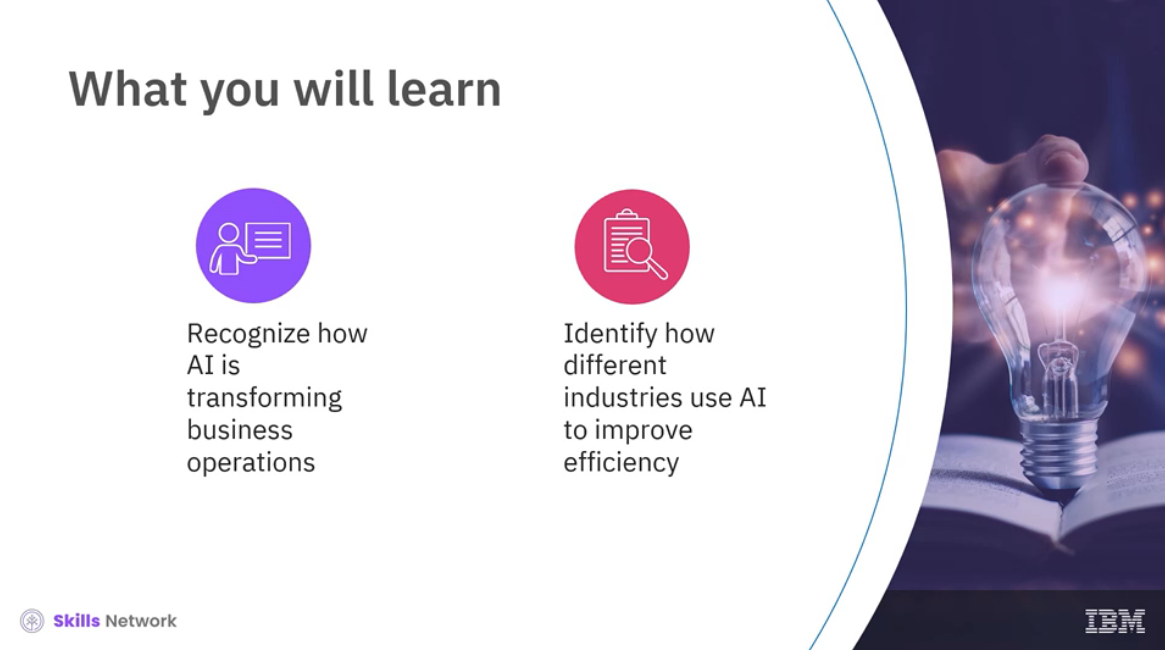 What you will learn
Recognize how
AI is
transforming
business
operations
Identify how
different
industries use AI
to improve
efficiency
Skills Network
IBM